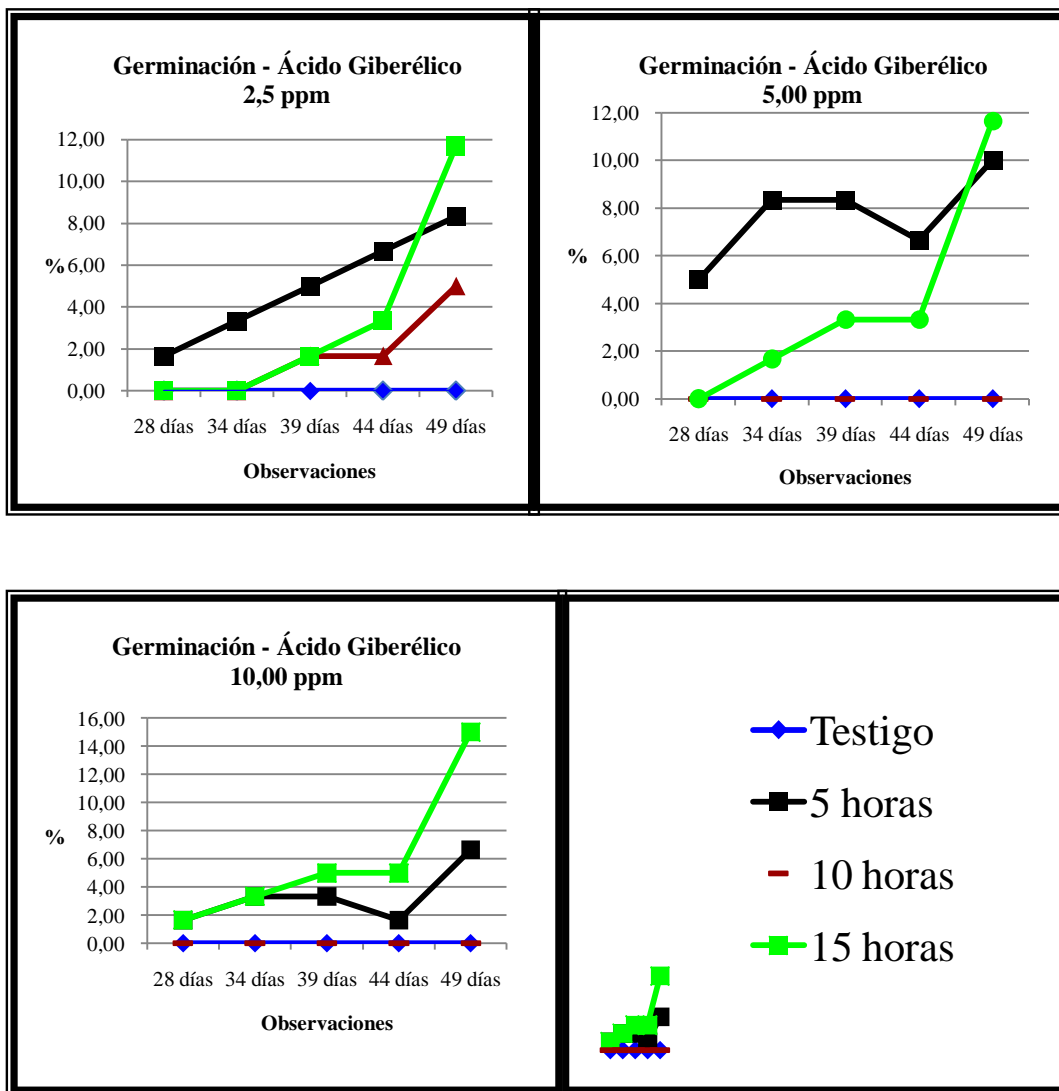 Germinación - Ácido Giberélico
2,5 ppm
12,00
10,00
8,00
% 6,00
4,00
2,00
0,00
28 días 34 días 39 días 44 días 49 días
Observaciones
Germinación - Ácido Giberélico
5,00 ppm
12,00
10,00
8,00
% 6,00
4,00
2,00
0,00
28 días 34 días 39 días 44 días 49 días
Observaciones
Germinación - Ácido Giberélico
10,00 ppm
16,00
14,00
12,00
10,00
% 8,00
6,00
4,00
2,00
0,00
28 días 34 días 39 días 44 días 49 días
Observaciones
Testigo
5 horas
10 horas
15 horas